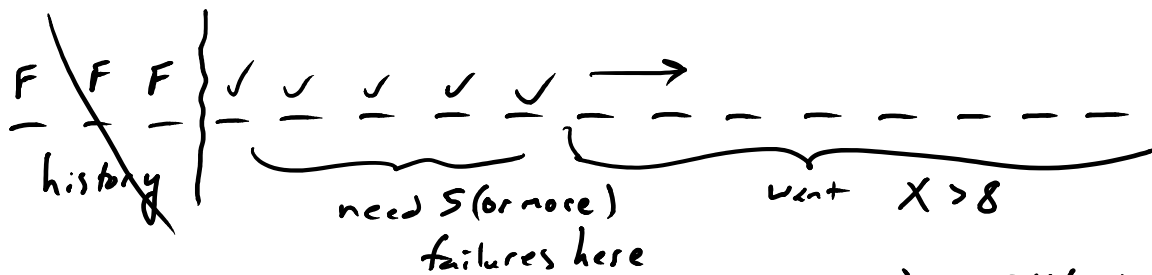 F F F ✓ ✓ ✓ ✓ ✓ →
history
need 5 (or more)
failures here
want X > 8